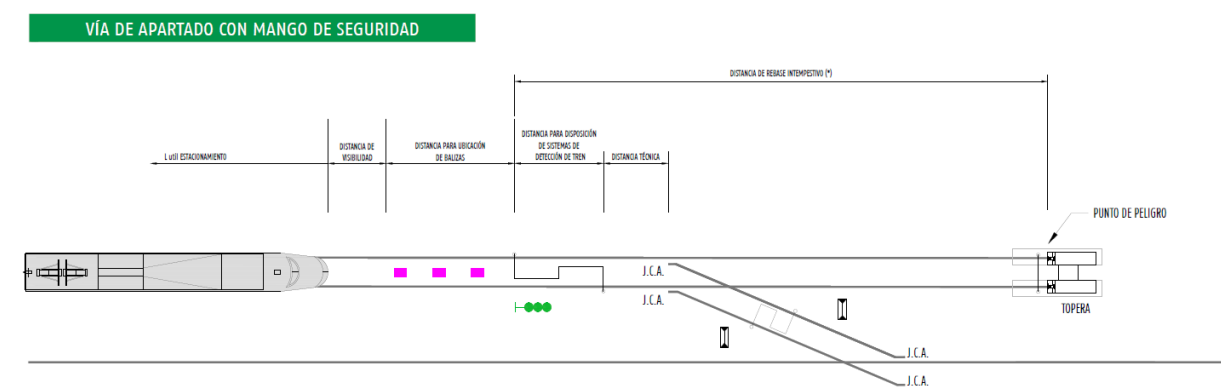 VÍA DE APARTADO CON MANGO DE SEGURIDAD
DISTANCIA DE REBASE INTEMPESTIVO (*)
L util ESTACIONAMIENTO
DISTANCIA DE
VISIBILIDAD
DISTANCIA PARA UBICACIÓN
DE BALIZAS
DISTANCIA PARA DISPOSICIÓN
DE SISTEMAS DE
DETECCIÓN DE TREN
DISTANCIA TÉCNICA
PUNTO DE PELIGRO
J.C.A.
J.C.A.
TOPERA
J.C.A.
J.C.A.